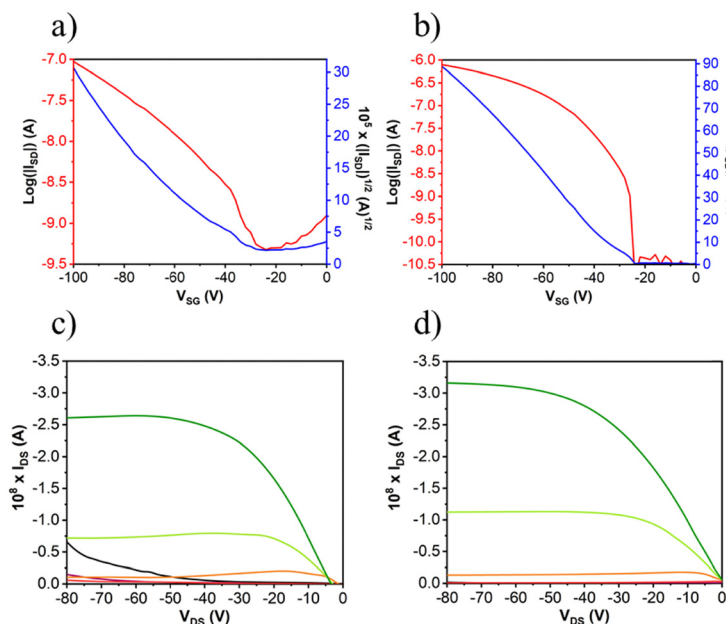 a)
Log(|I_SD|) (A)
-7.0
-7.5
-8.0
-8.5
-9.0
-9.5
-100 -80 -60 -40 -20 0
V_SG (V)
30
25
20
15
10
5
0
10^5 x (|I_SD|)^1/2 (A)^1/2
b)
Log(|I_SD|) (A)
-6.0
-6.5
-7.0
-7.5
-8.0
-8.5
-9.0
-9.5
-10.0
-10.5
-100 -80 -60 -40 -20 0
V_SG (V)
90
80
70
60
50
40
30
20
10
0
c)
10^8 x I_DS (A)
-3.5
-3.0
-2.5
-2.0
-1.5
-1.0
-0.5
0.0
-80 -70 -60 -50 -40 -30 -20 -10 0
V_DS (V)
d)
10^8 x I_DS (A)
-3.5
-3.0
-2.5
-2.0
-1.5
-1.0
-0.5
0.0
-80 -70 -60 -50 -40 -30 -20 -10 0
V_DS (V)